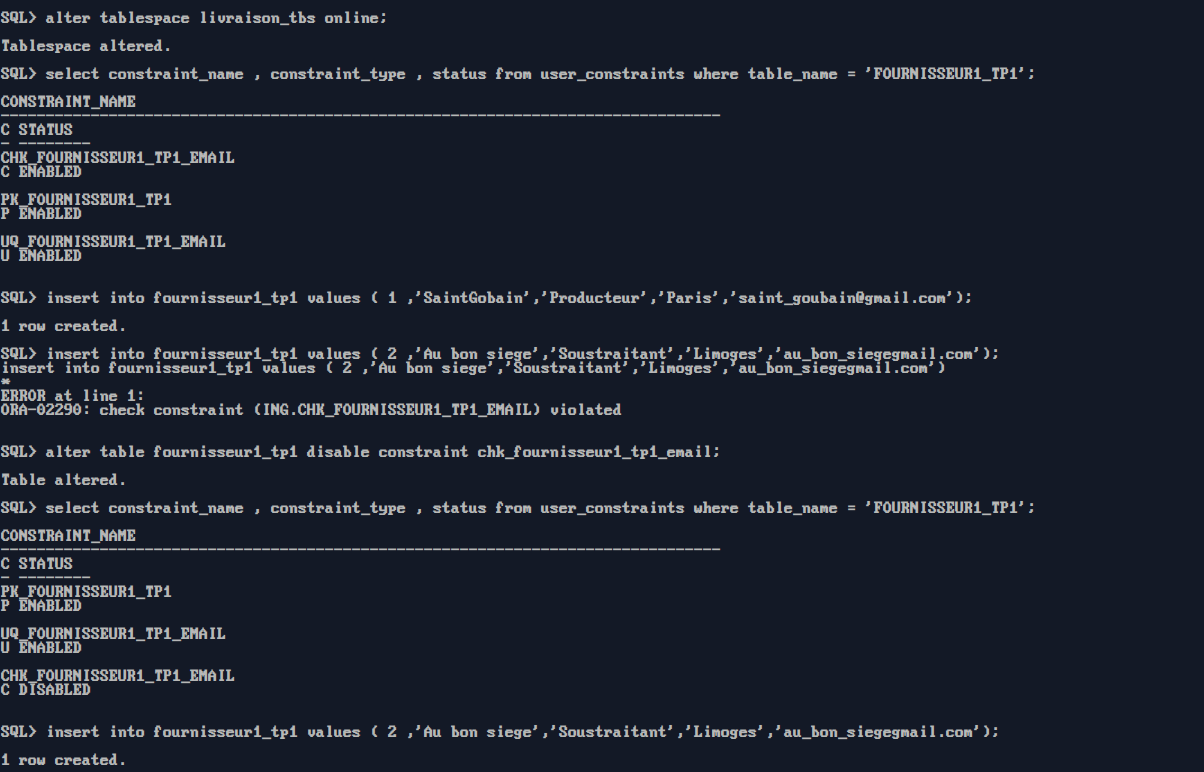 SQL> alter tablespace livraison_tbs online;
Tablespace altered.
SQL> select constraint_name , constraint_type , status from user_constraints where table_name = 'FOURNISSEUR1_TP1';
CONSTRAINT_NAME
--------------------------------------------------------------------------------
C STATUS
- --------
CHK_FOURNISSEUR1_TP1_EMAIL
C ENABLED
PK_FOURNISSEUR1_TP1
P ENABLED
UQ_FOURNISSEUR1_TP1_EMAIL
U ENABLED
SQL> insert into fournisseur1_tp1 values ( 1 ,'SaintGobain','Producteur','Paris','saint_goubain@gmail.com');
1 row created.
SQL> insert into fournisseur1_tp1 values ( 2 ,'Au bon siege','Soustraitant','Limoges','au_bon_siegegmail.com');
insert into fournisseur1_tp1 values ( 2 ,'Au bon siege','Soustraitant','Limoges','au_bon_siegegmail.com')
*
ERROR at line 1:
ORA-02290: check constraint (ING.CHK_FOURNISSEUR1_TP1_EMAIL) violated
SQL> alter table fournisseur1_tp1 disable constraint chk_fournisseur1_tp1_email;
Table altered.
SQL> select constraint_name , constraint_type , status from user_constraints where table_name = 'FOURNISSEUR1_TP1';
CONSTRAINT_NAME
--------------------------------------------------------------------------------
C STATUS
- --------
PK_FOURNISSEUR1_TP1
P ENABLED
UQ_FOURNISSEUR1_TP1_EMAIL
U ENABLED
CHK_FOURNISSEUR1_TP1_EMAIL
C DISABLED
SQL> insert into fournisseur1_tp1 values ( 2 ,'Au bon siege','Soustraitant','Limoges','au_bon_siegegmail.com');
1 row created.